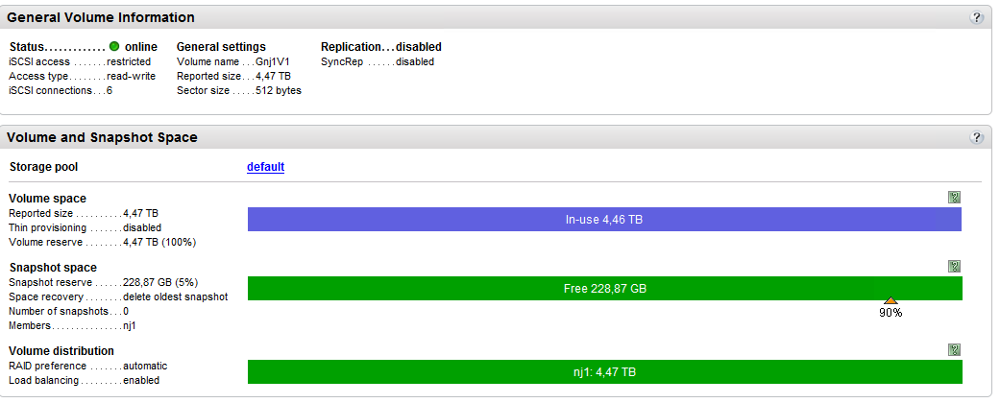 General Volume Information
?
Status............. online General settings Replication...disabled
iSCSI access .......restricted Volume name ...Gnj1V1 SyncRep ......disabled
Access type........read-write Reported size...4,47 TB
iSCSI connections...6 Sector size .....512 bytes
Volume and Snapshot Space
?
Storage pool default
Volume space
?
Reported size ..........4,47 TB
Thin provisioning .......disabled
Volume reserve ........4,47 TB (100%)
In-use 4,46 TB
Snapshot space
?
Snapshot reserve ......228,87 GB (5%)
Space recovery ........delete oldest snapshot
Number of snapshots...0
Members...............nj1
Free 228,87 GB
90%
Volume distribution
?
RAID preference .......automatic
Load balancing.........enabled
nj1: 4,47 TB